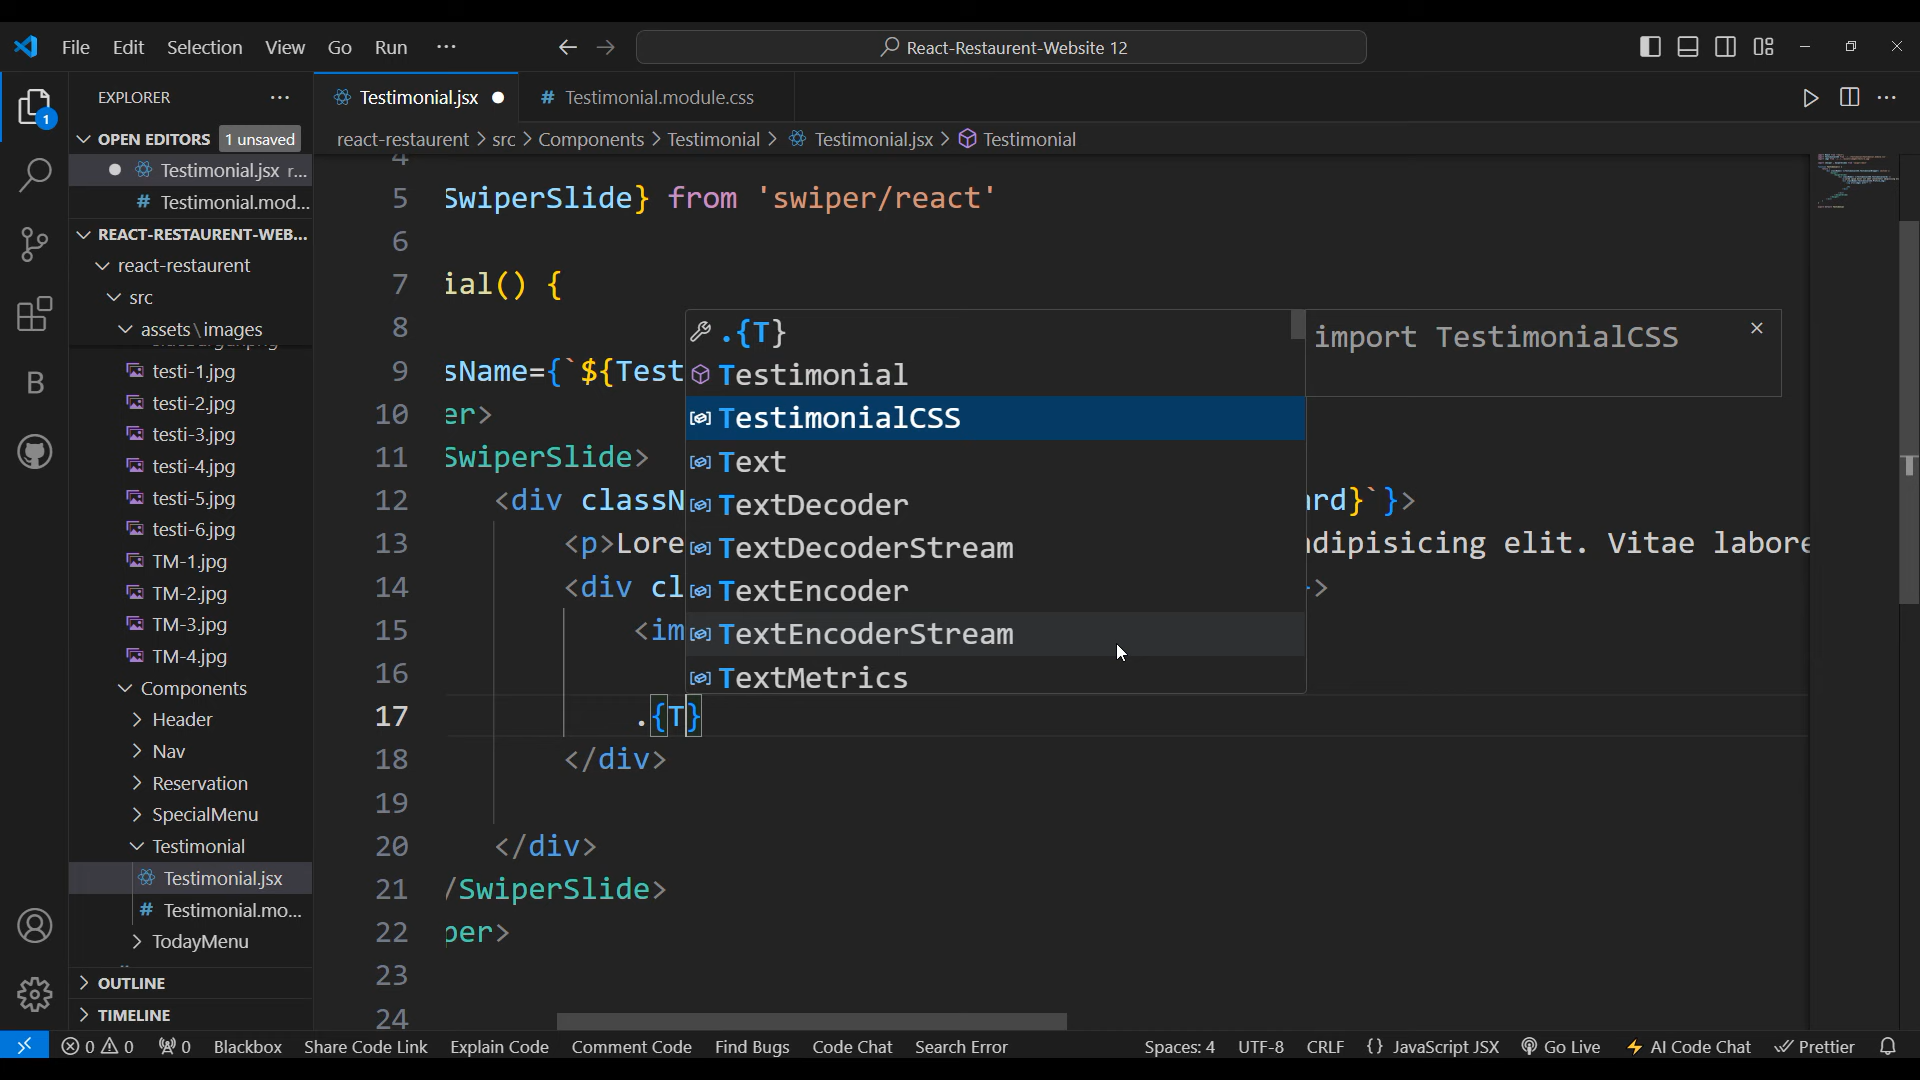 File Edit Selection View Go Run ···
React-Restaurent-Website 12
EXPLORER ···
1
OPEN EDITORS 1 unsaved
Testimonial.jsx r...
Testimonial.mod...
REACT-RESTAURENT-WEB...
react-restaurent
src
assets\images
testi-1.jpg
testi-2.jpg
testi-3.jpg
testi-4.jpg
testi-5.jpg
testi-6.jpg
TM-1.jpg
TM-2.jpg
TM-3.jpg
TM-4.jpg
Components
Header
Nav
Reservation
SpecialMenu
Testimonial
Testimonial.jsx
# Testimonial.mo...
TodayMenu
OUTLINE
TIMELINE
Testimonial.jsx
# Testimonial.module.css
react-restaurent > src > Components > Testimonial > Testimonial.jsx > Testimonial
4
5 SwiperSlide} from 'swiper/react'
6
7 ial() {
8
9 sName={`${Test
10 er>
11 SwiperSlide>
12 <div classN rd}`}>
13 <p>Lore dipisicing elit. Vitae labore
14 <div cl >
15 <im
16
17 .{T}
18 </div>
19
20 </div>
21 /SwiperSlide>
22 per>
23
24
.{T}
Testimonial
TestimonialCSS
Text
TextDecoder
TextDecoderStream
TextEncoder
TextEncoderStream
TextMetrics
import TestimonialCSS
0 0 0 Blackbox Share Code Link Explain Code Comment Code Find Bugs Code Chat Search Error
Spaces: 4 UTF-8 CRLF {} JavaScript JSX Go Live AI Code Chat Prettier